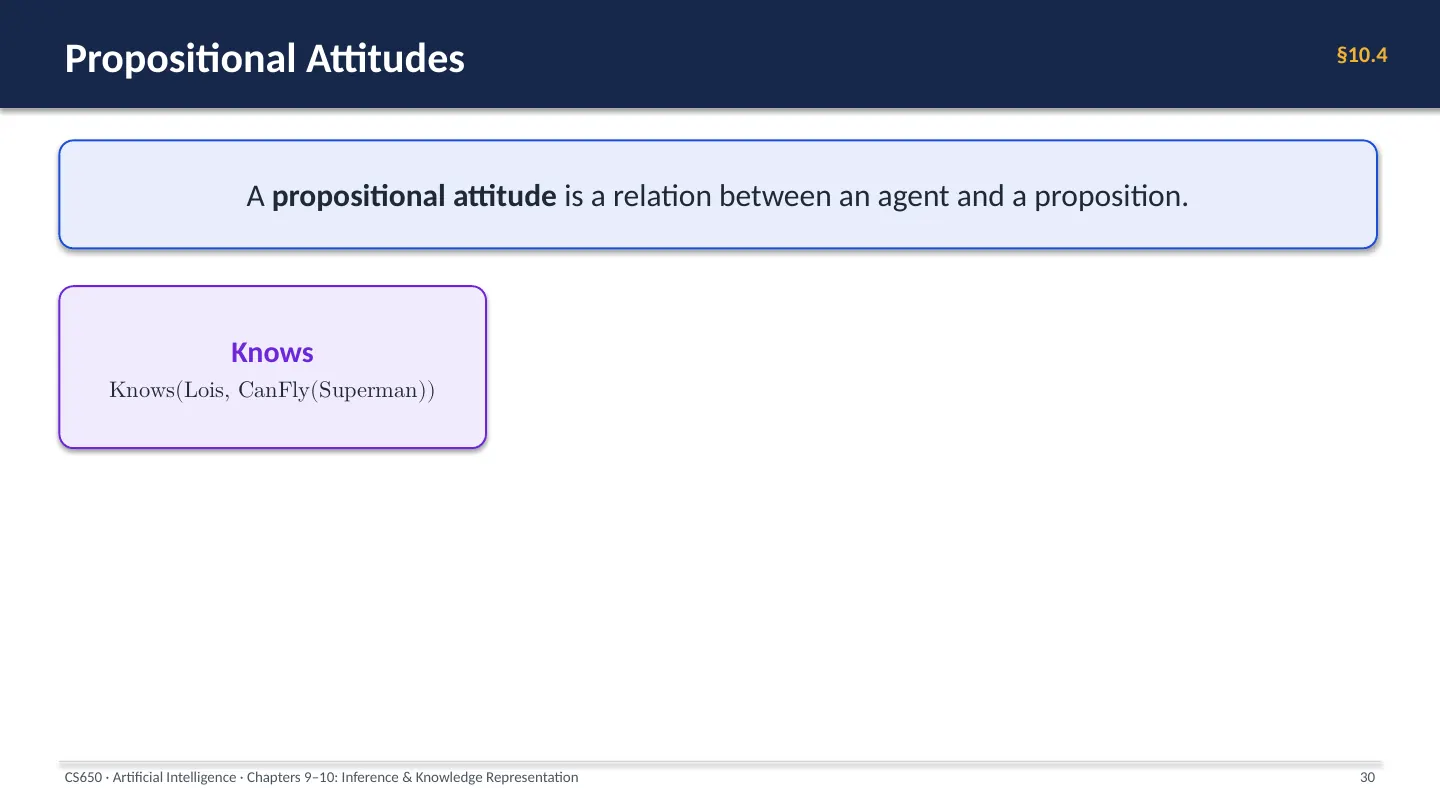 Propositional Attitudes
§10.4
A propositional attitude is a relation between an agent and a proposition.
Knows
Knows(Lois, CanFly(Superman))
CS650 · Artificial Intelligence · Chapters 9–10: Inference & Knowledge Representation
30